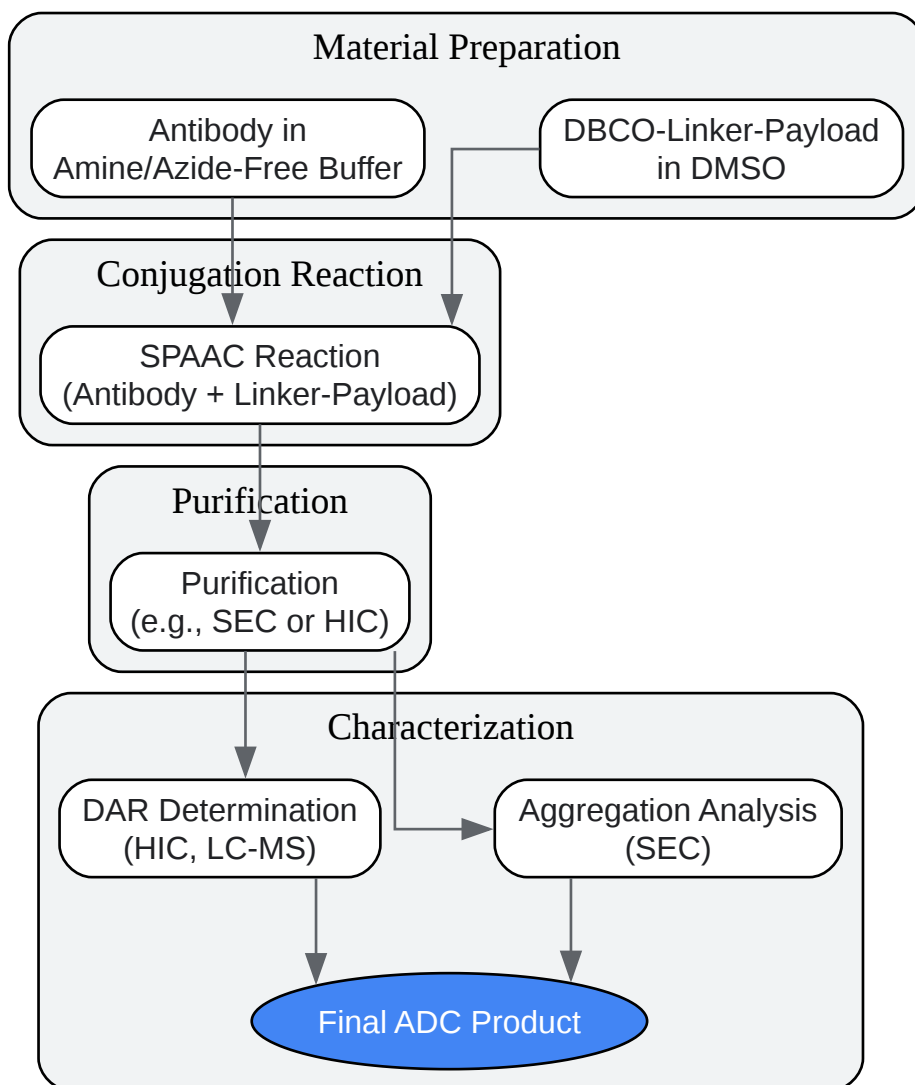 Material Preparation
Antibody in
Amine/Azide-Free Buffer
DBCO-Linker-Payload
in DMSO
Conjugation Reaction
SPAAC Reaction
(Antibody + Linker-Payload)
Purification
Purification
(e.g., SEC or HIC)
Characterization
DAR Determination
(HIC, LC-MS)
Aggregation Analysis
(SEC)
Final ADC Product